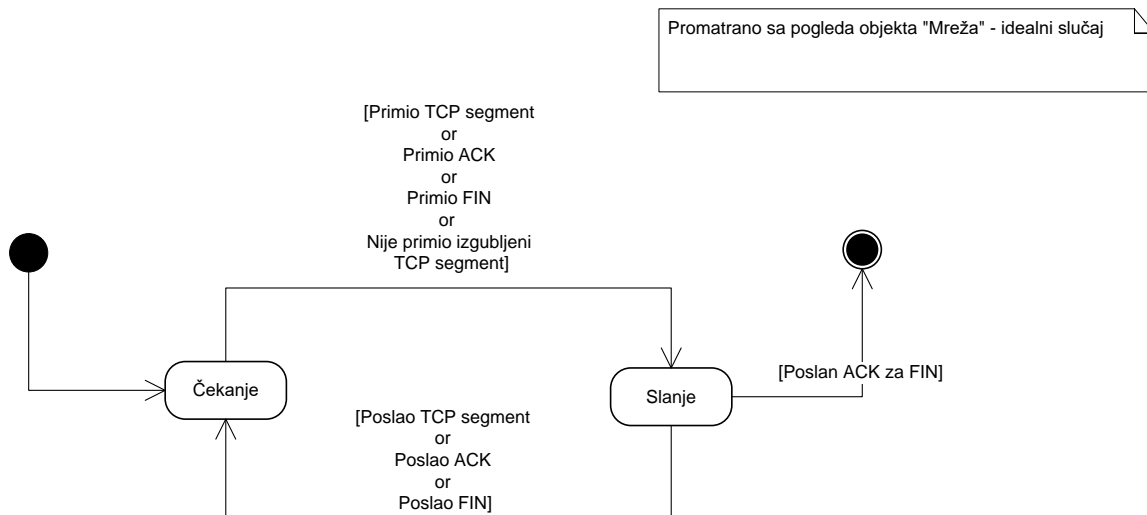 Promatrano sa pogleda objekta "Mreža" - idealni slučaj
[Primio TCP segment
or
Primio ACK
or
Primio FIN
or
Nije primio izgubljeni
TCP segment]
Čekanje
Slanje
[Poslan ACK za FIN]
[Poslao TCP segment
or
Poslao ACK
or
Poslao FIN]